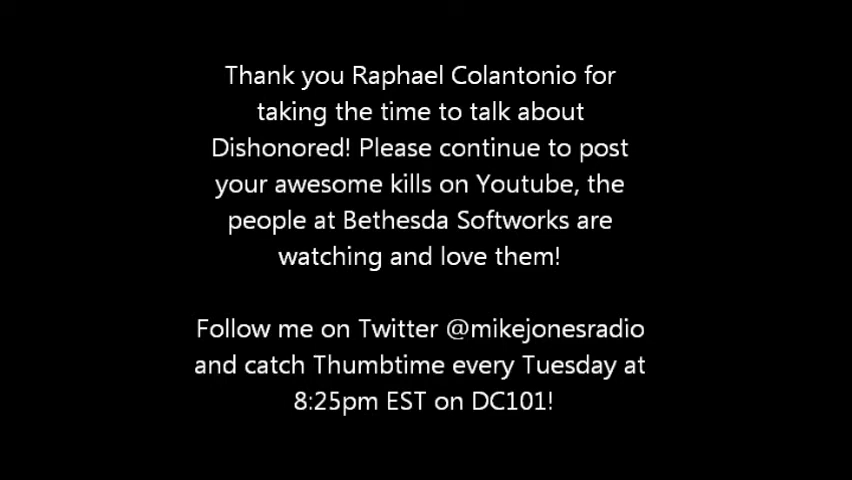 Thank you Raphael Colantonio for
taking the time to talk about
Dishonored! Please continue to post
your awesome kills on Youtube, the
people at Bethesda Softworks are
watching and love them!
Follow me on Twitter @mikejonesradio
and catch Thumbtime every Tuesday at
8:25pm EST on DC101!